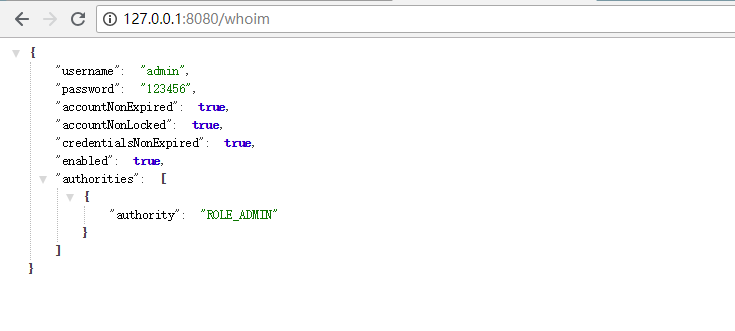 127.0.0.1:8080/whoim
{
"username": "admin",
"password": "123456",
"accountNonExpired": true,
"accountNonLocked": true,
"credentialsNonExpired": true,
"enabled": true,
"authorities": [
{
"authority": "ROLE_ADMIN"
}
]
}